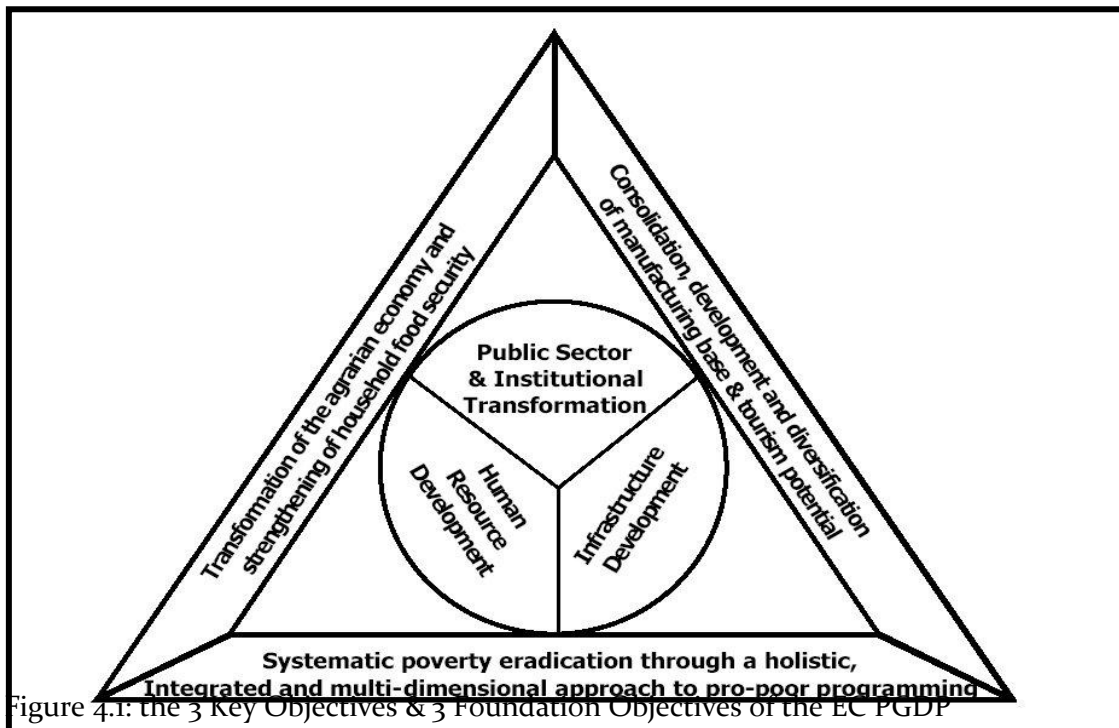 Transformation of the agrarian economy and
strengthening of household food security
Consolidation, development and diversification
of manufacturing base & tourism potential
Public Sector
& Institutional
Transformation
Human
Resource
Development
Infrastructure
Development
Systematic poverty eradication through a holistic,
Integrated and multi-dimensional approach to pro-poor programming
Figure 4.1: the 3 Key Objectives & 3 Foundation Objectives of the EC PGDP